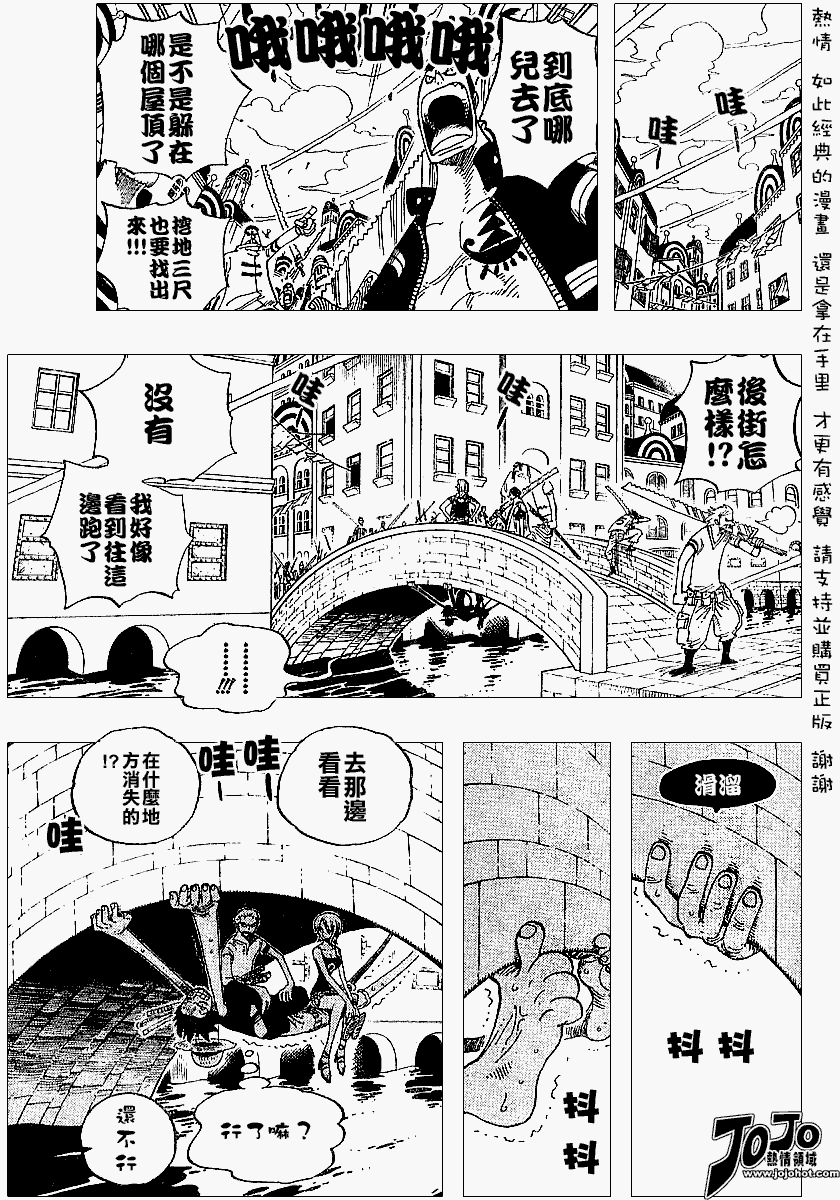 哇
哇
到底哪
兒去了
哦哦哦哦
是不是躲在
哪個屋頂了
挖地三尺
也要找出
來!!!
後街怎
麼樣!?
哇
哇
沒有
我好像
看到往這
邊跑了
………!!!
滑溜
抖
抖
抖
抖
去那邊
看看
哇
哇
在什麼地
方消失的
!?
哇
行了嘛?
還不行
熱情 如此經典的漫畫 還是拿在手里 才更有感覺 請支持並購買正版 謝謝
JOJO
熱情領域
www.jojohot.com